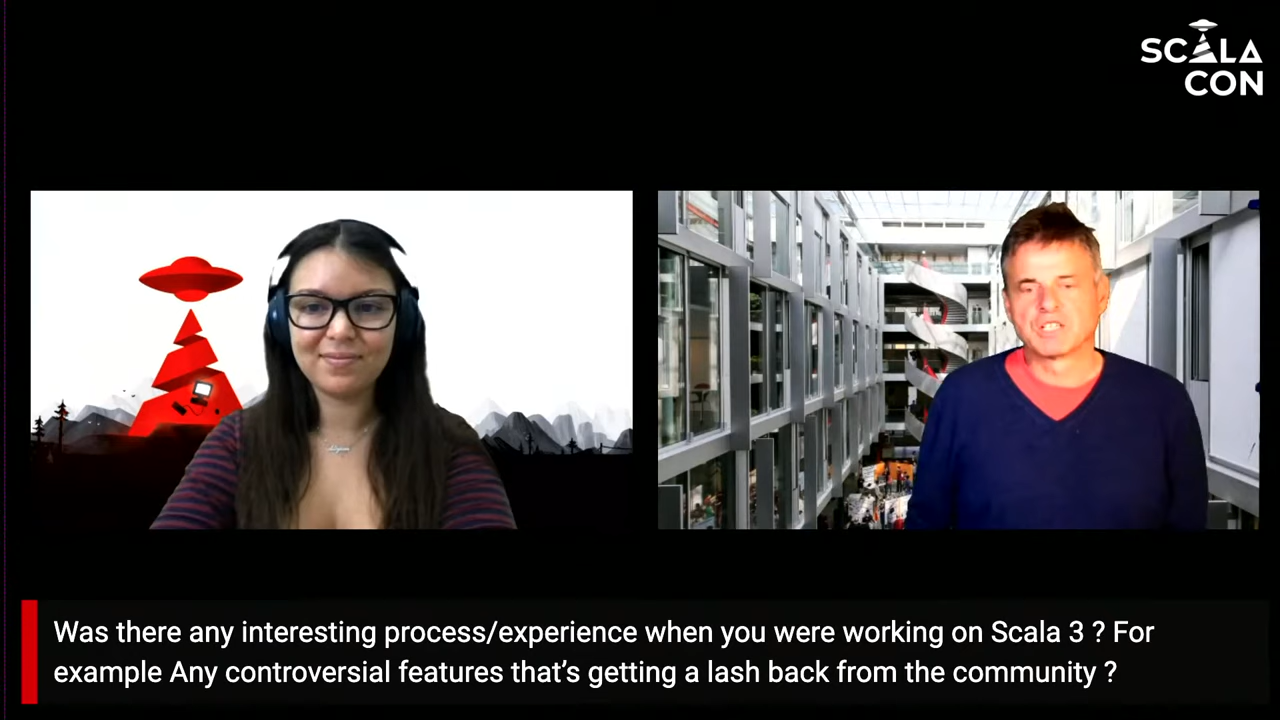 SCALA
CON
Was there any interesting process/experience when you were working on Scala 3 ? For
example Any controversial features that's getting a lash back from the community ?